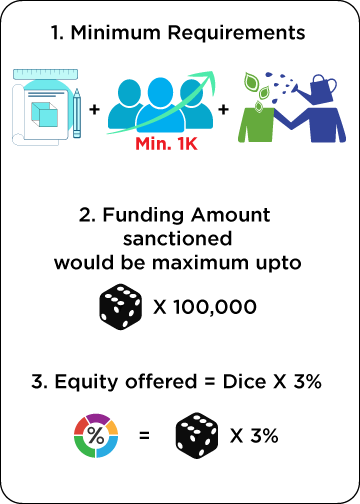 1. Minimum Requirements
+ +
Min. 1K
2. Funding Amount
sanctioned
would be maximum upto
X 100,000
3. Equity offered = Dice X 3%
% = X 3%